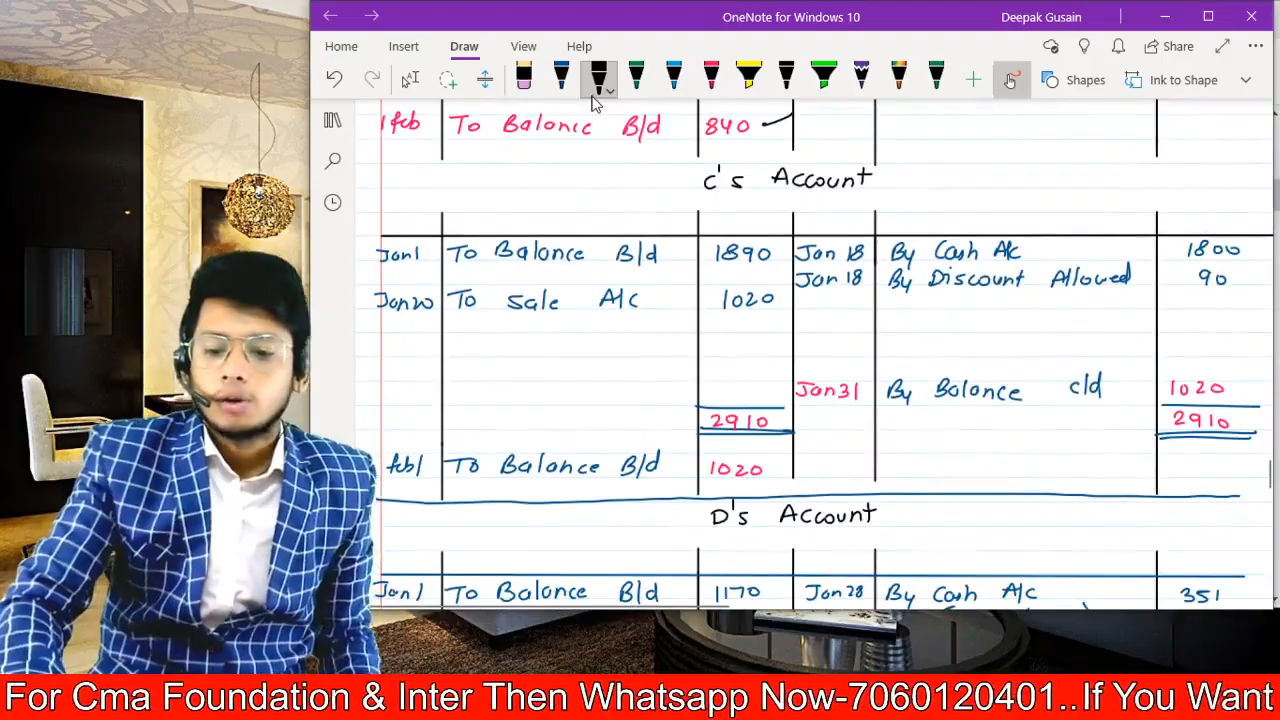 OneNote for Windows 10
Deepak Gusain
Home Insert Draw View Help
Share
Shapes
Ink to Shape
1 feb To Balance B/d 840
C's Account
Jan 1 To Balance B/d 1890 Jan 18 By Cash A/c 1800
Jan 18 By Discount Allowed 90
Jan 20 To Sale A/c 1020
Jan 31 By Balance c/d 1020
2910 2910
feb 1 To Balance B/d 1020
D's Account
Jan 1 To Balance B/d 1170 Jan 28 By Cash A/c 351
For Cma Foundation & Inter Then Whatsapp Now-7060120401..If You Want